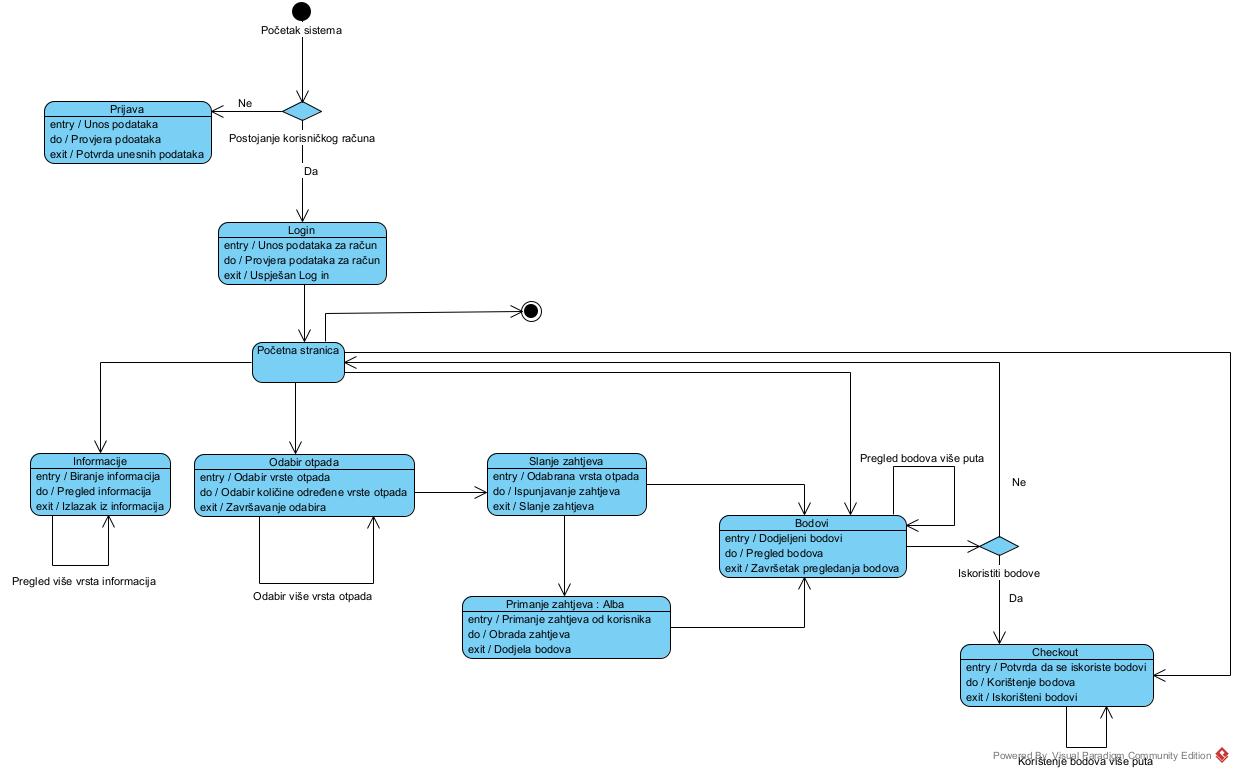 Početak sistema
Ne
Prijava
entry / Unos podataka
do / Provjera pdoataka
exit / Potvrda unesnih podataka
Postojanje korisničkog računa
Da
Login
entry / Unos podataka za račun
do / Provjera podataka za račun
exit / Uspješan Log in
Početna stranica
Informacije
entry / Biranje informacija
do / Pregled informacija
exit / Izlazak iz informacija
Pregled više vrsta informacija
Odabir otpada
entry / Odabir vrste otpada
do / Odabir količine određene vrste otpada
exit / Završavanje odabira
Odabir više vrsta otpada
Slanje zahtjeva
entry / Odabrana vrsta otpada
do / Ispunjavanje zahtjeva
exit / Slanje zahtjeva
Primanje zahtjeva : Alba
entry / Primanje zahtjeva od korisnika
do / Obrada zahtjeva
exit / Dodjela bodova
Pregled bodova više puta
Bodovi
entry / Dodjeljeni bodovi
do / Pregled bodova
exit / Završetak pregledanja bodova
Ne
Iskoristiti bodove
Da
Checkout
entry / Potvrda da se iskoriste bodovi
do / Korištenje bodova
exit / Iskorišteni bodovi
Korištenje bodova više puta
Powered By Visual Paradigm Community Edition